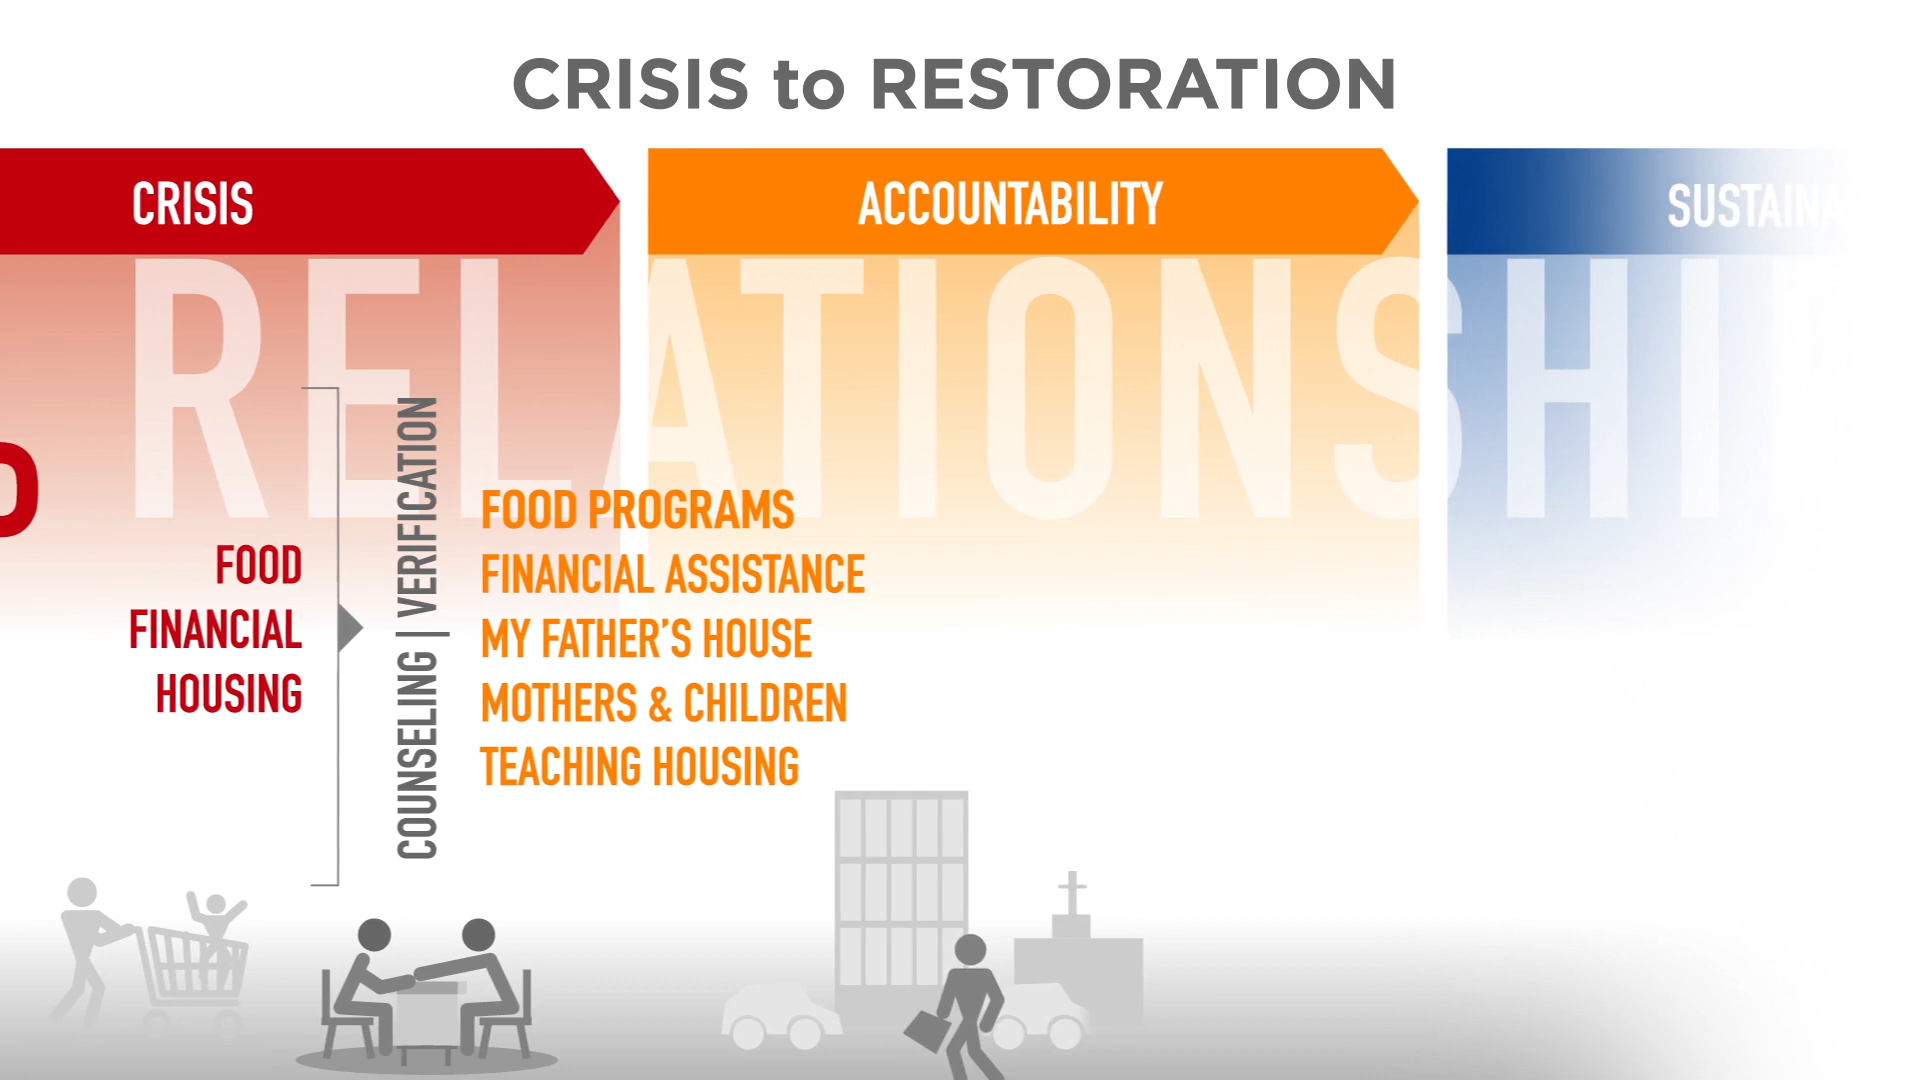 CRISIS to RESTORATION
CRISIS
ACCOUNTABILITY
SUSTAINA
RELATIONSHI
FOOD
FINANCIAL
HOUSING
COUNSELING | VERIFICATION
FOOD PROGRAMS
FINANCIAL ASSISTANCE
MY FATHER'S HOUSE
MOTHERS & CHILDREN
TEACHING HOUSING